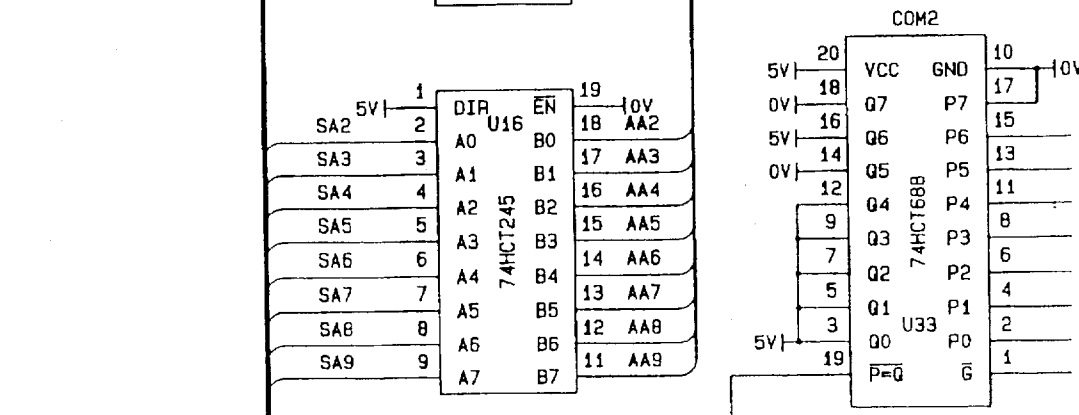 COM2
5V 20 VCC GND 10 0V
0V 18 Q7 P7 17
5V 16 Q6 P6 15
0V 14 Q5 P5 13
12 Q4 P4 11
9 Q3 P3 8
7 Q2 P2 6
5 Q1 P1 4
5V 3 Q0 U33 P0 2
19 P=Q G 1
74HCT688
5V 1 DIR EN 19 0V
U16
SA2 2 A0 B0 18 AA2
SA3 3 A1 B1 17 AA3
SA4 4 A2 B2 16 AA4
SA5 5 A3 B3 15 AA5
SA6 6 A4 B4 14 AA6
SA7 7 A5 B5 13 AA7
SA8 8 A6 B6 12 AA8
SA9 9 A7 B7 11 AA9
74HCT245